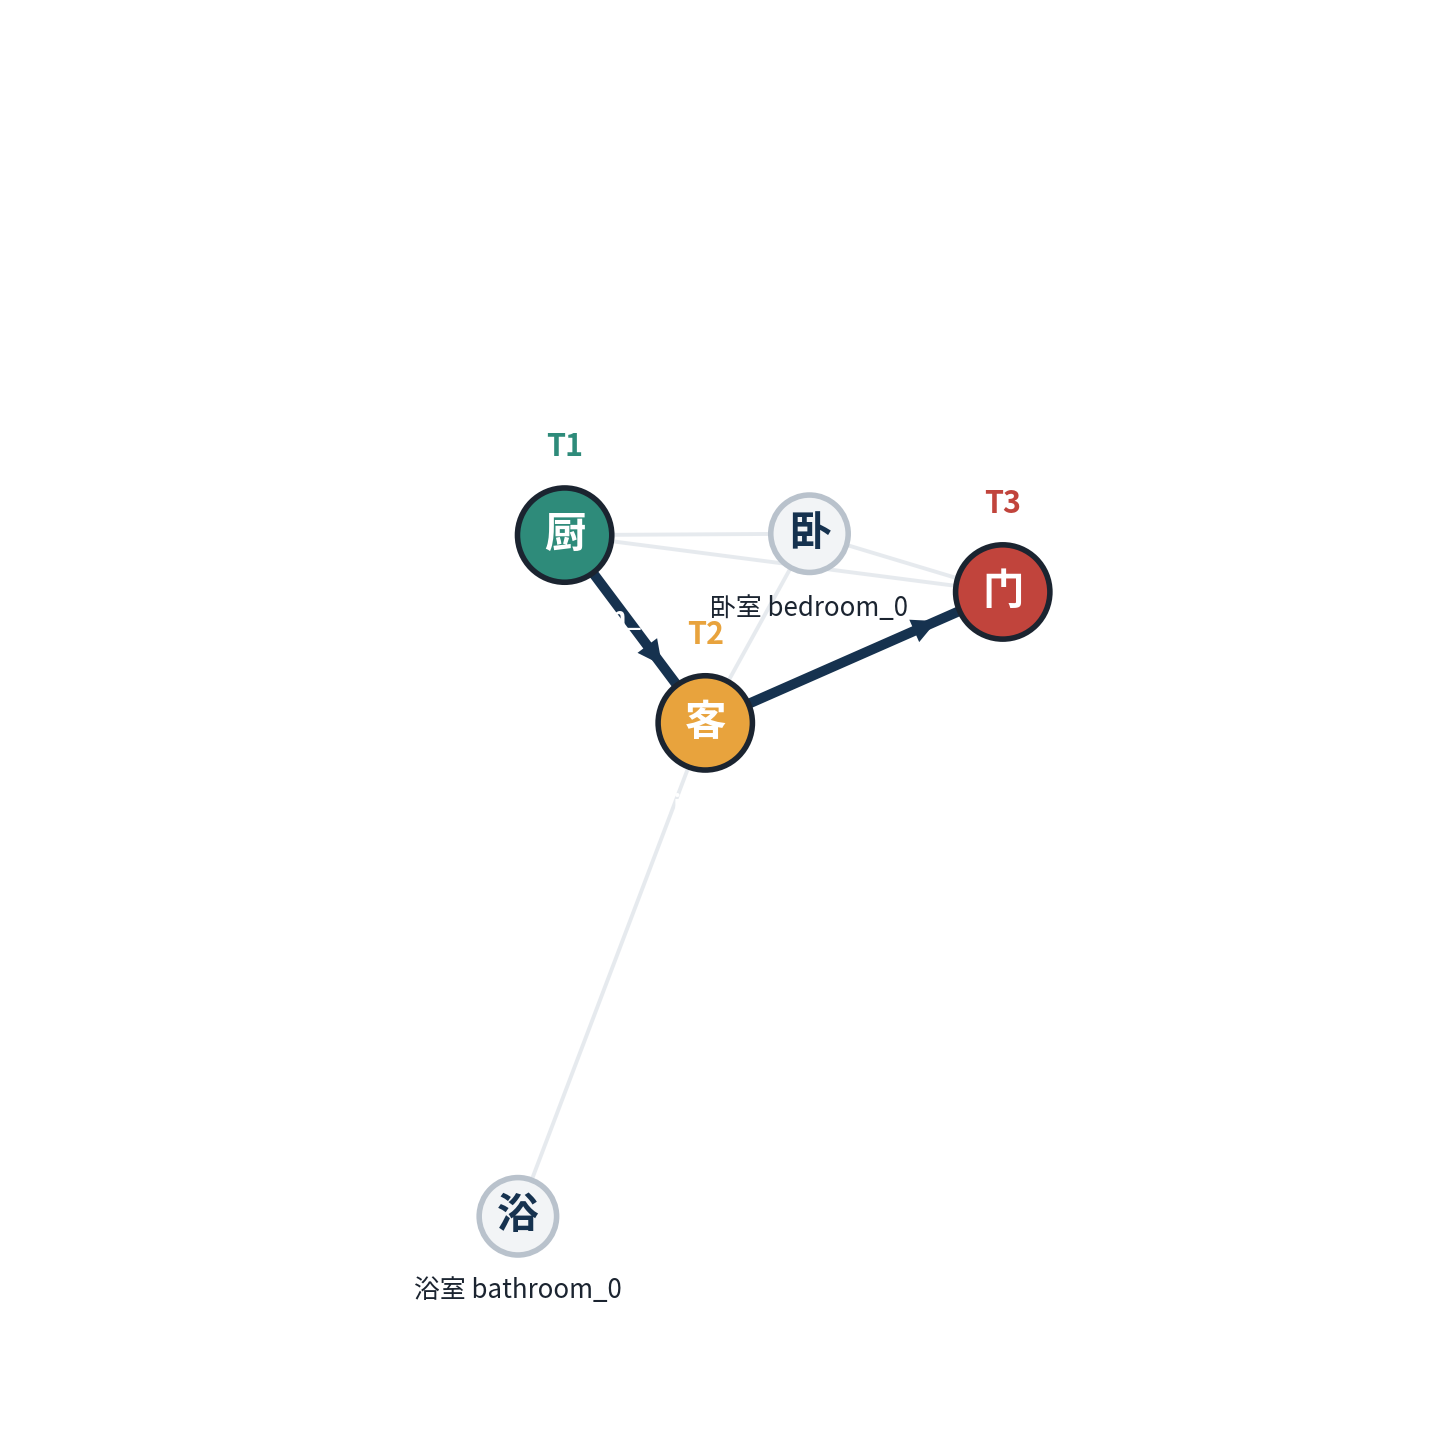 T1
厨
卧
T3
门
卧室 bedroom_0
T2
客
浴
浴室 bathroom_0